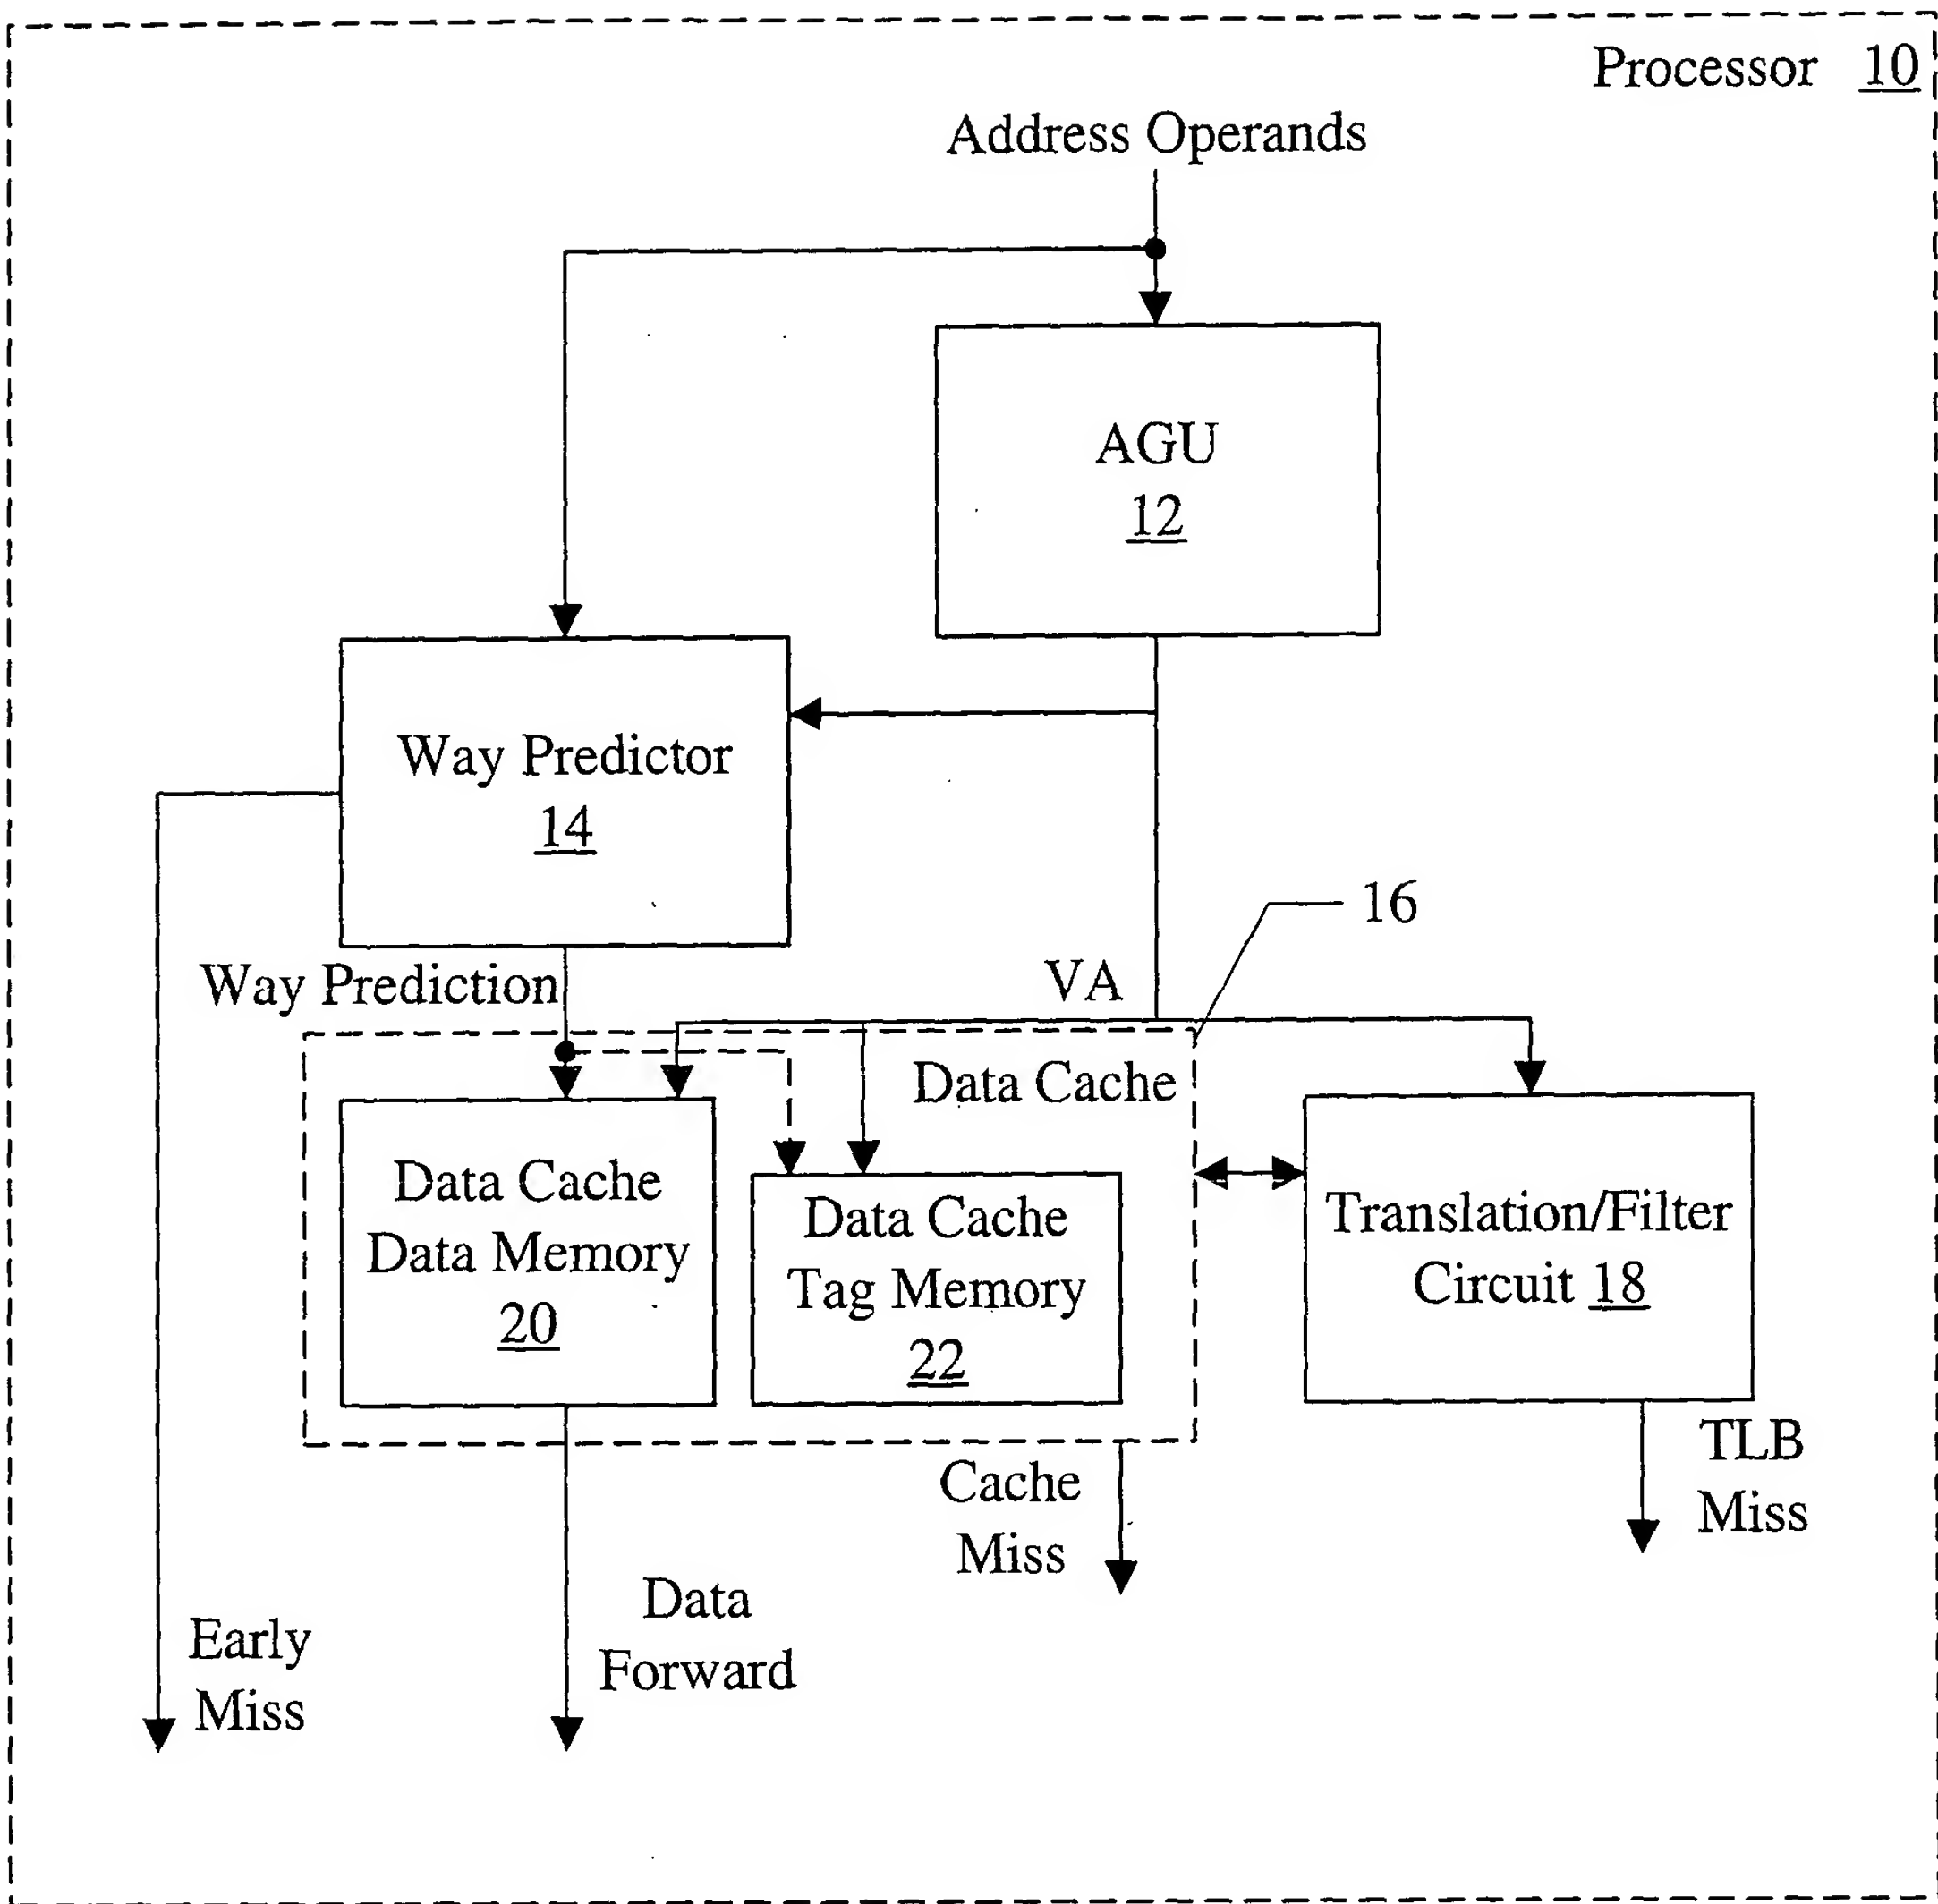 Processor 10
Address Operands
AGU
12
Way Predictor
14
16
Way Prediction
VA
Data Cache
Data Cache
Data Memory
20
Data Cache
Tag Memory
22
Translation/Filter
Circuit 18
TLB
Miss
Cache
Miss
Data
Forward
Early
Miss